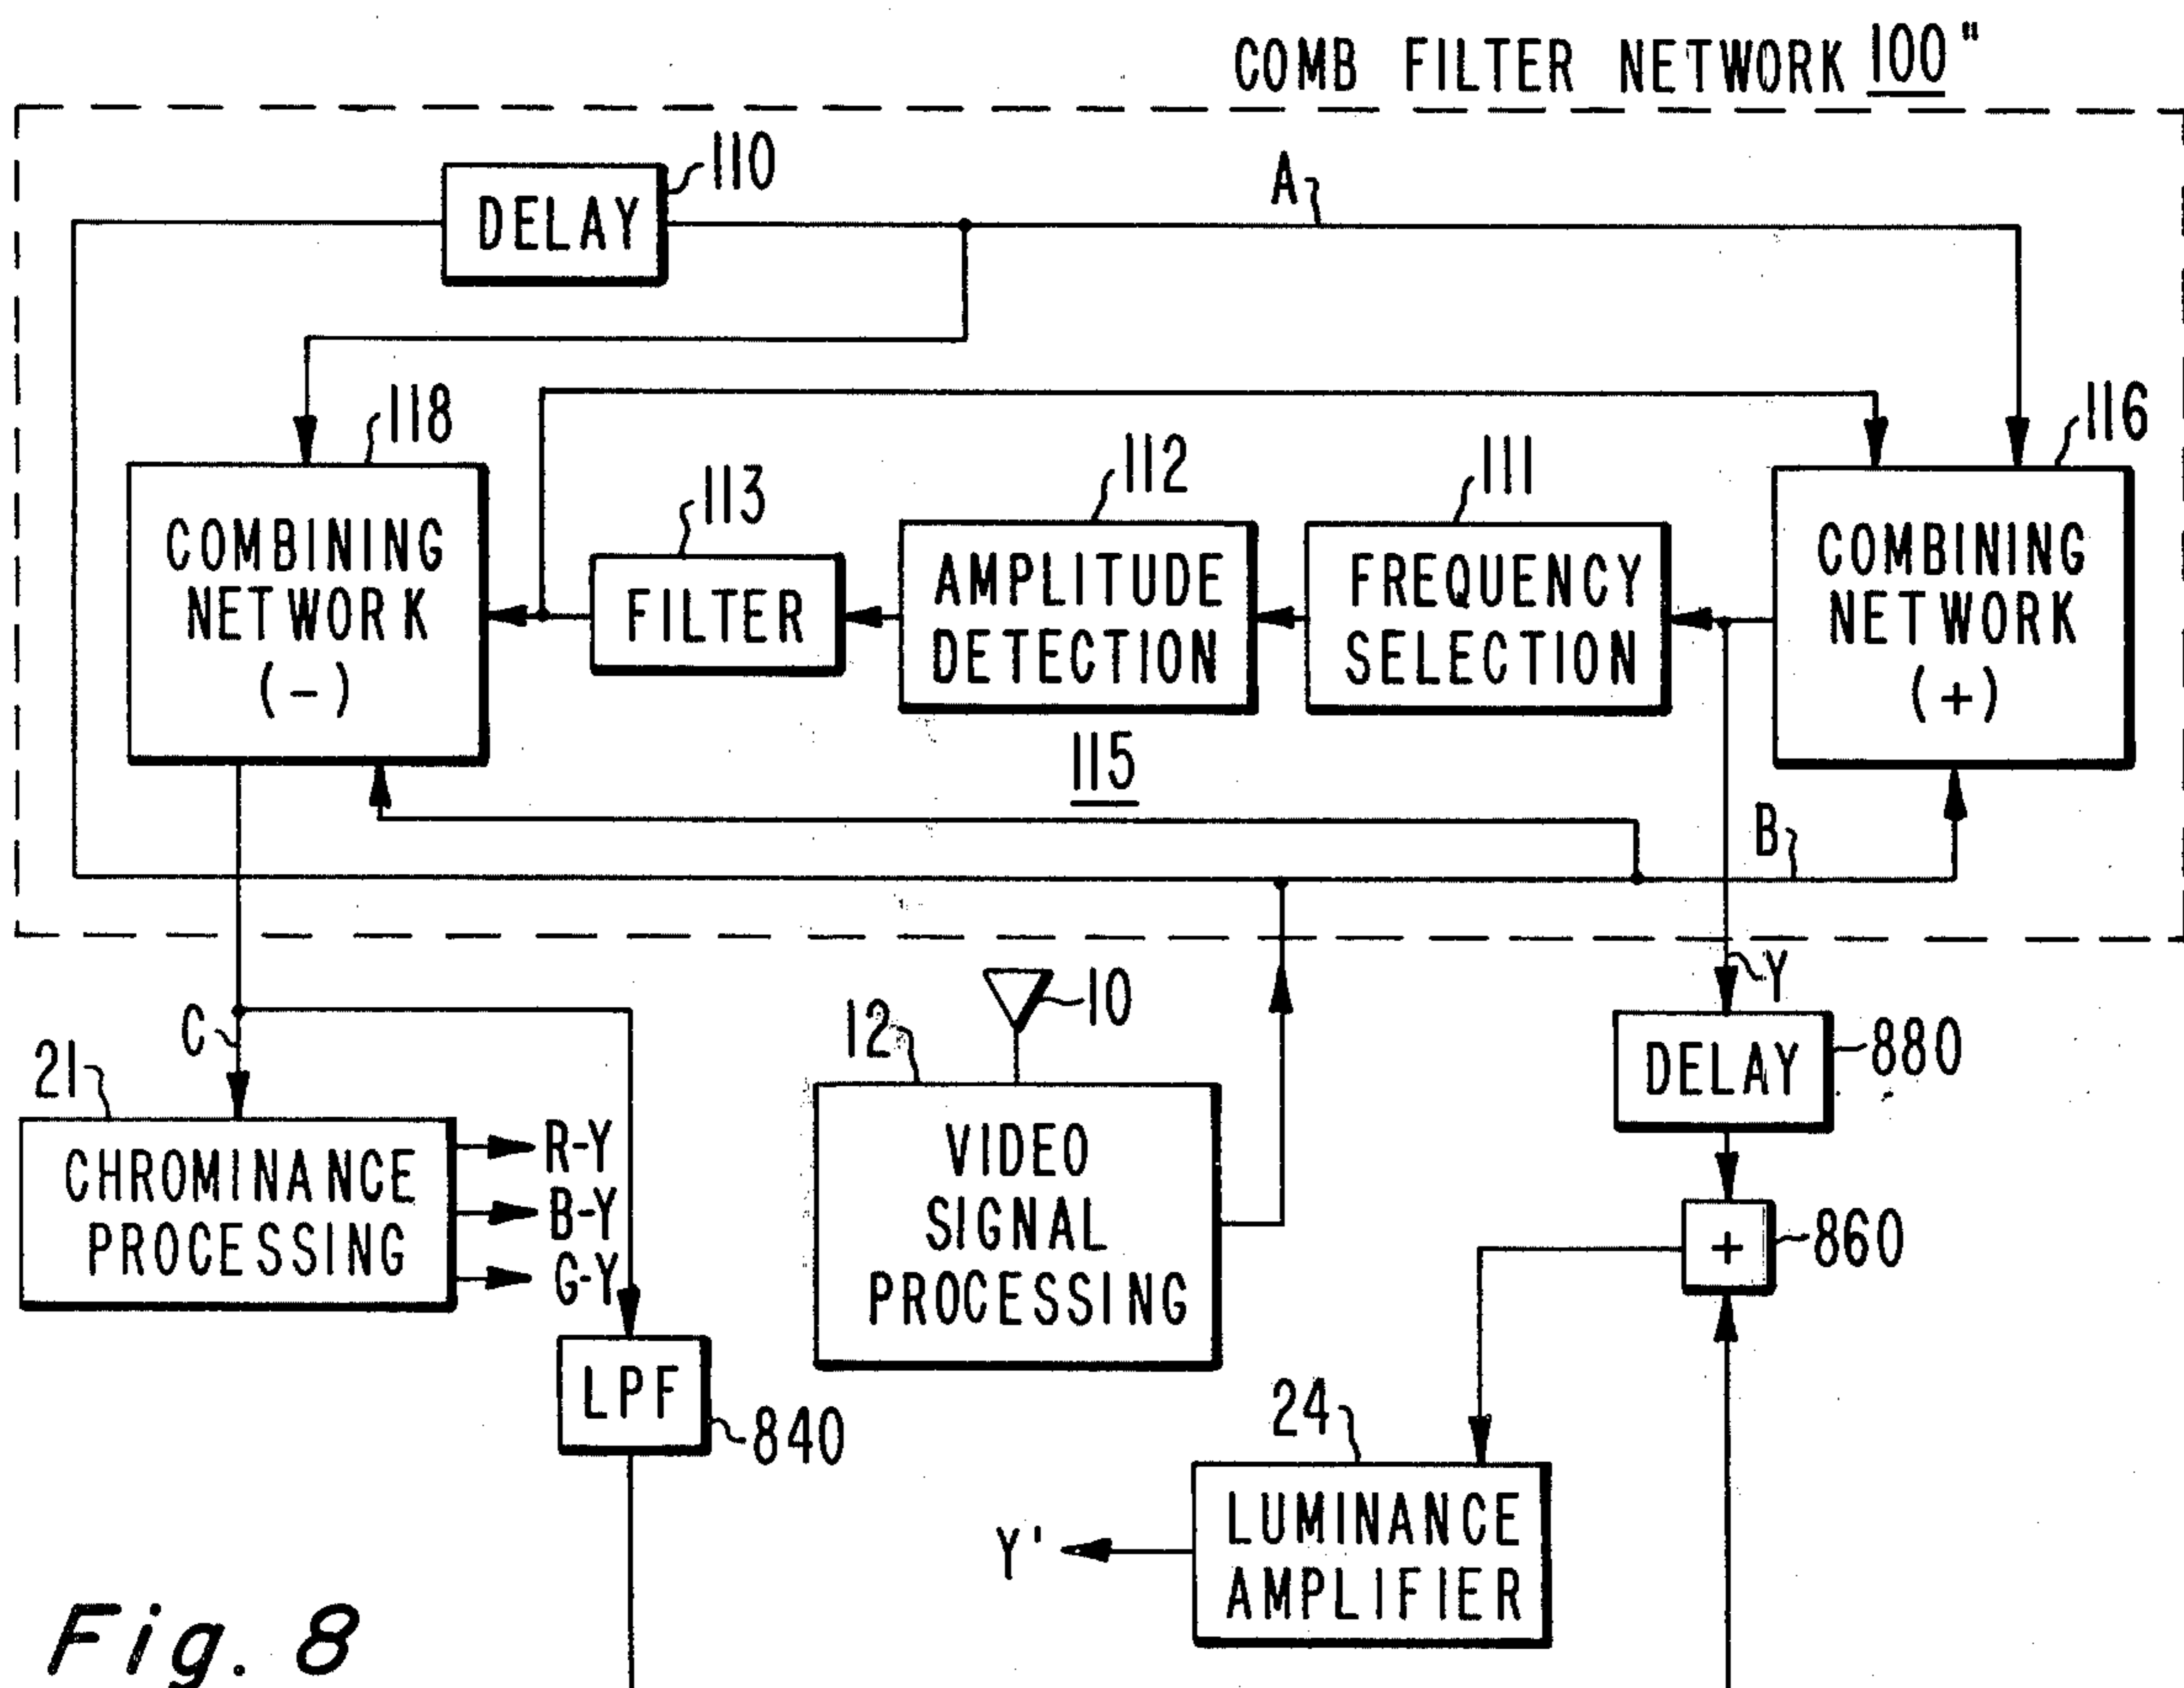 COMB FILTER NETWORK 100"
110
DELAY
A
118
COMBINING
NETWORK
(-)
113
FILTER
112
AMPLITUDE
DETECTION
111
FREQUENCY
SELECTION
116
COMBINING
NETWORK
(+)
115
B
Y
C
21
CHROMINANCE
PROCESSING
R-Y
B-Y
G-Y
10
12
VIDEO
SIGNAL
PROCESSING
DELAY
880
+
860
LPF
840
24
LUMINANCE
AMPLIFIER
Y'
Fig. 8